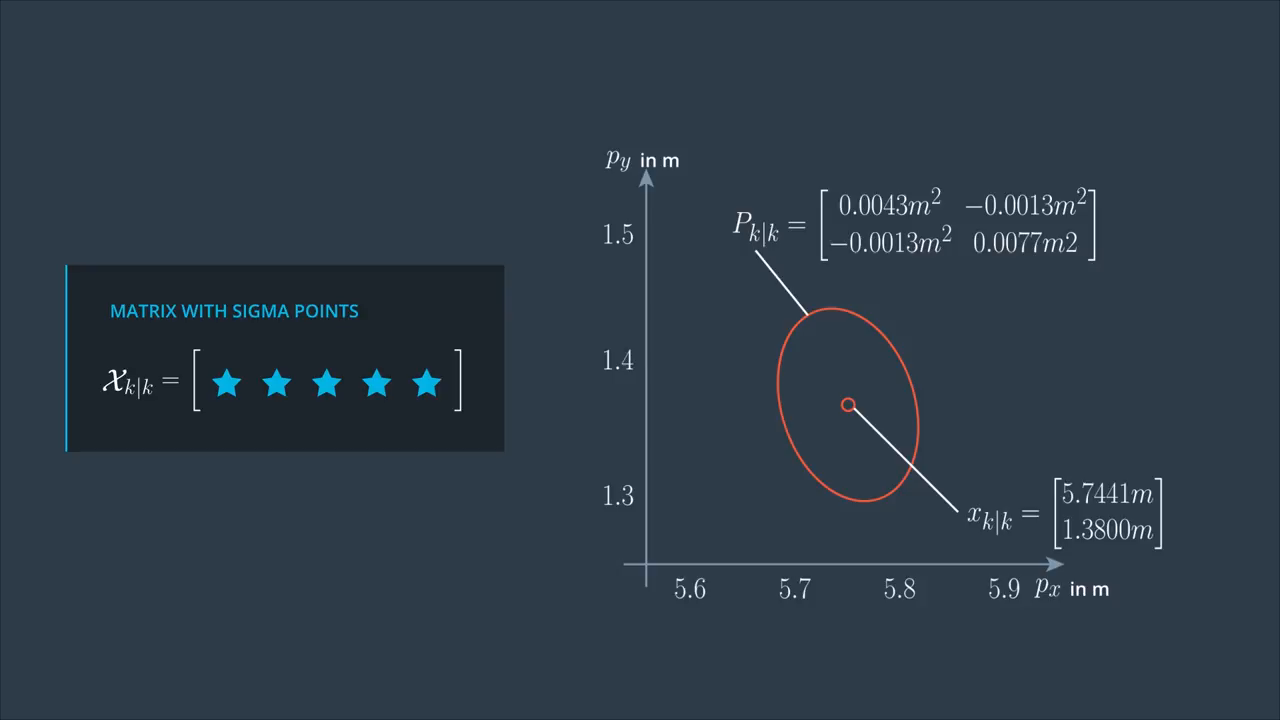 MATRIX WITH SIGMA POINTS
𝒳k|k = [ ★ ★ ★ ★ ★ ]
py in m
1.5
1.4
1.3
Pk|k = [ 0.0043m² −0.0013m²
−0.0013m² 0.0077m2 ]
xk|k = [ 5.7441m
1.3800m ]
5.6 5.7 5.8 5.9 px in m